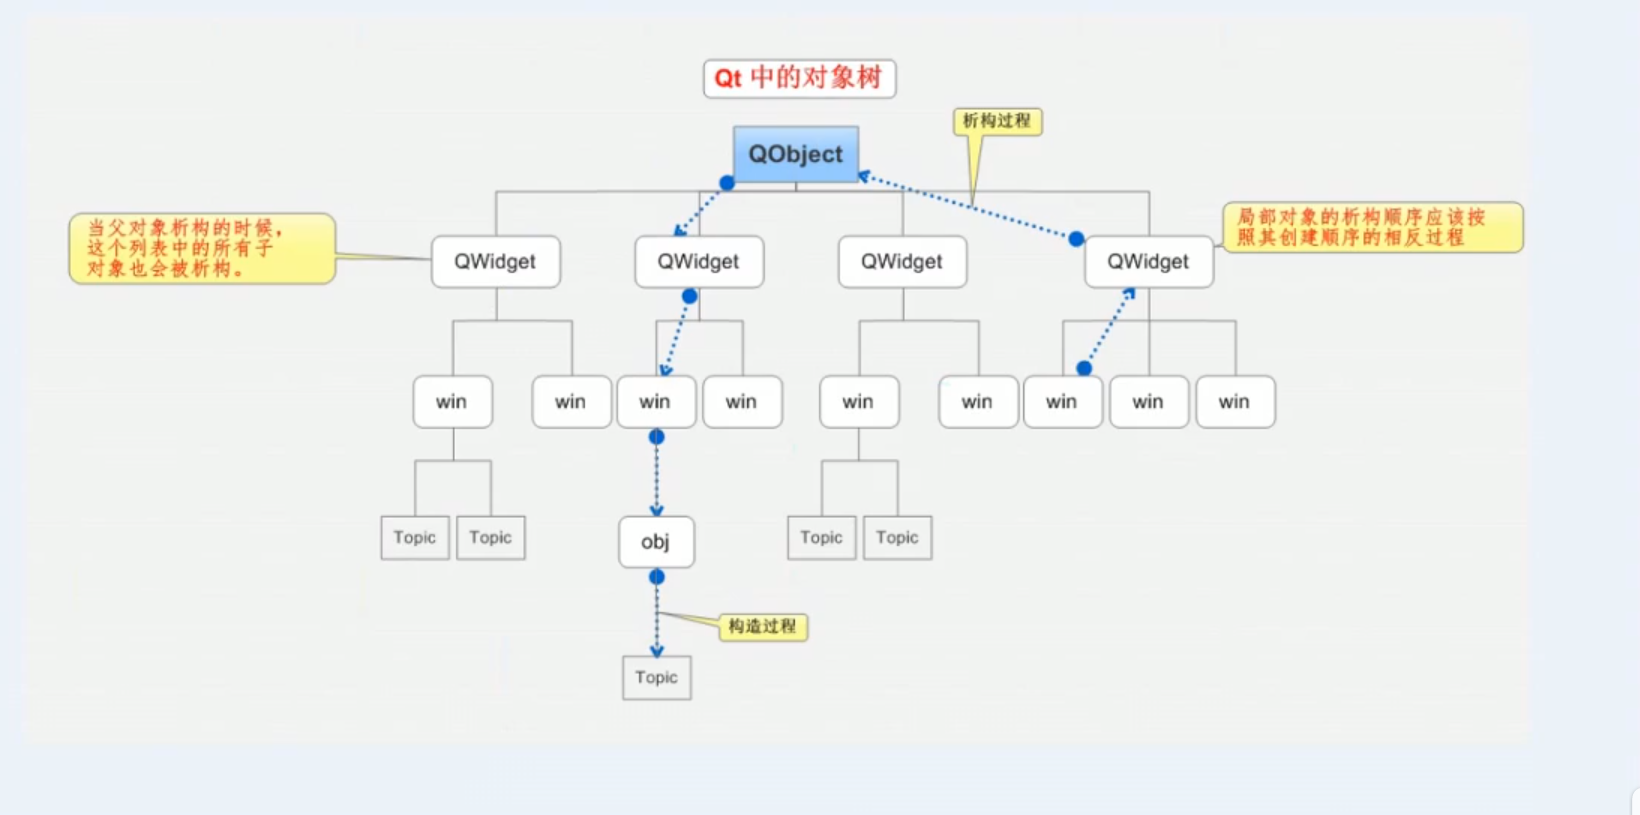 Qt 中的对象树
析构过程
QObject
当父对象析构的时候，
这个列表中的所有子
对象也会被析构。
局部对象的析构顺序应该按
照其创建顺序的相反过程
QWidget QWidget QWidget QWidget
win win win win win win win win win
Topic Topic obj Topic Topic
构造过程
Topic